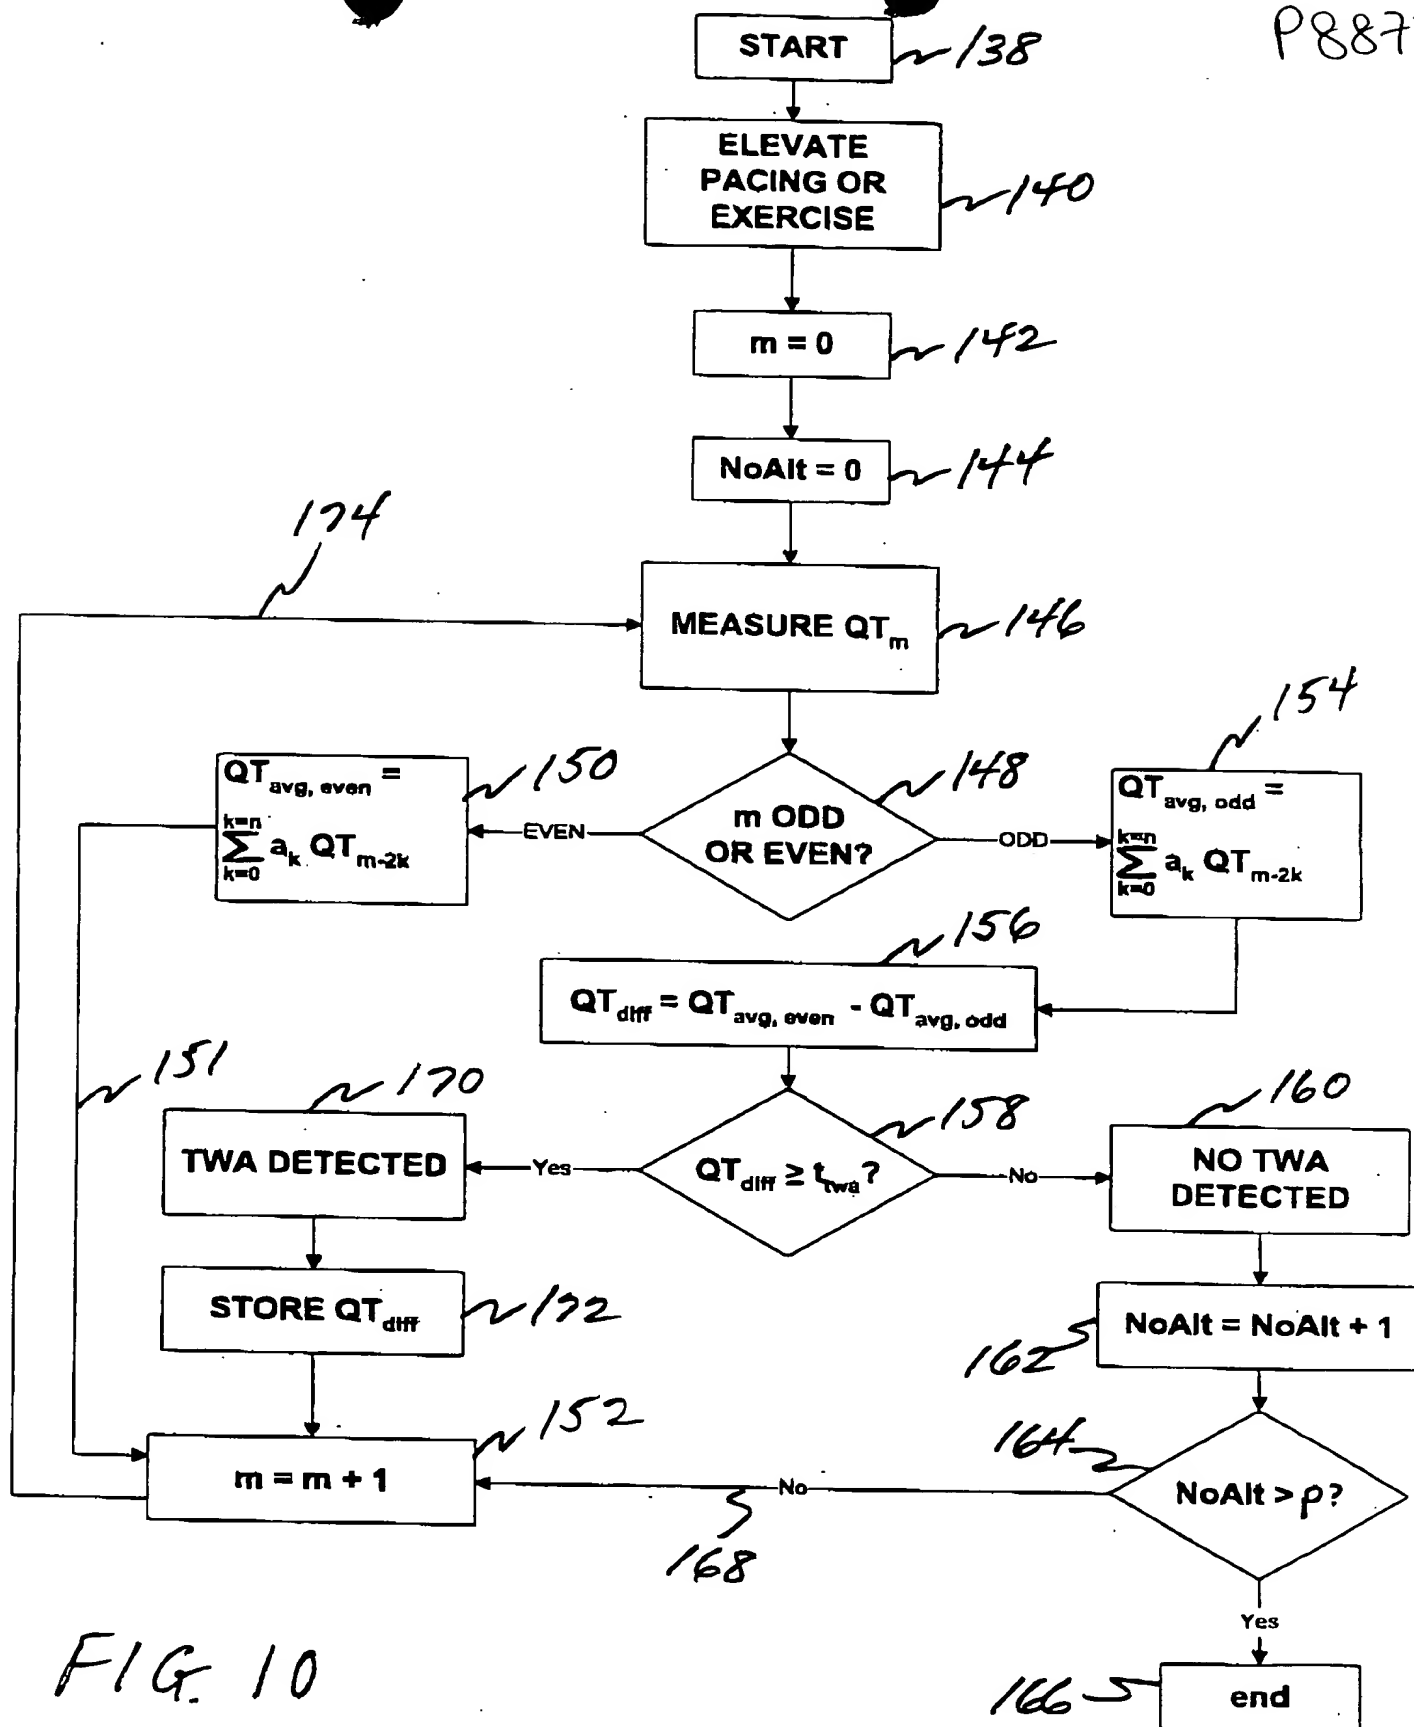 P887
START
138
ELEVATE
PACING OR
EXERCISE
140
m = 0
142
NoAlt = 0
144
174
MEASURE QTm
146
154
QTavg, even =
k=n
∑ ak QTm-2k
k=0
150
m ODD
OR EVEN?
148
EVEN
ODD
QTavg, odd =
k=n
∑ ak QTm-2k
k=0
156
QTdiff = QTavg, even - QTavg, odd
151
170
TWA DETECTED
Yes
QTdiff ≥ ttwa?
158
No
160
NO TWA
DETECTED
STORE QTdiff
172
NoAlt = NoAlt + 1
162
152
m = m + 1
No
168
164
NoAlt > ρ?
Yes
FIG. 10
166
end